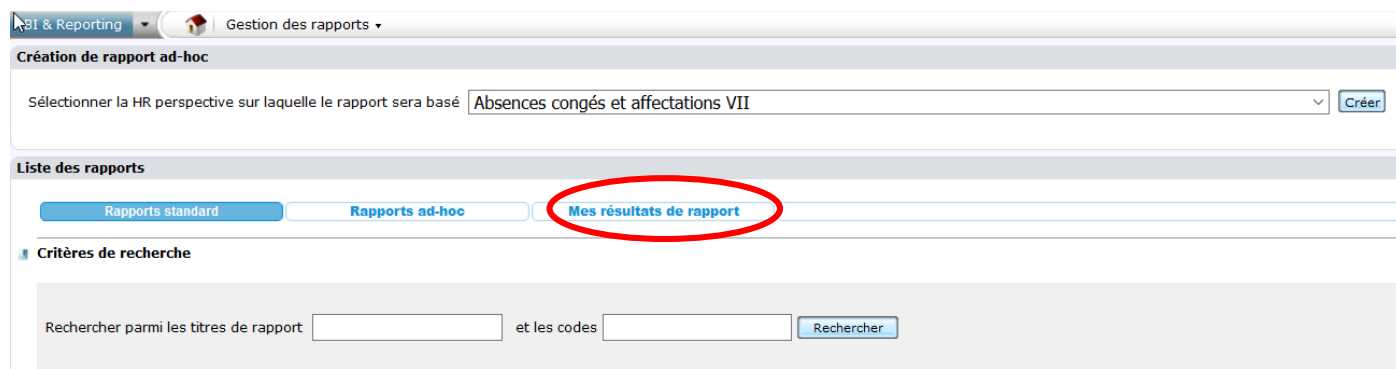 BI & Reporting Gestion des rapports
Création de rapport ad-hoc
Sélectionner la HR perspective sur laquelle le rapport sera basé Absences congés et affectations VII Créer
Liste des rapports
Rapports standard Rapports ad-hoc Mes résultats de rapport
Critères de recherche
Rechercher parmi les titres de rapport et les codes Rechercher